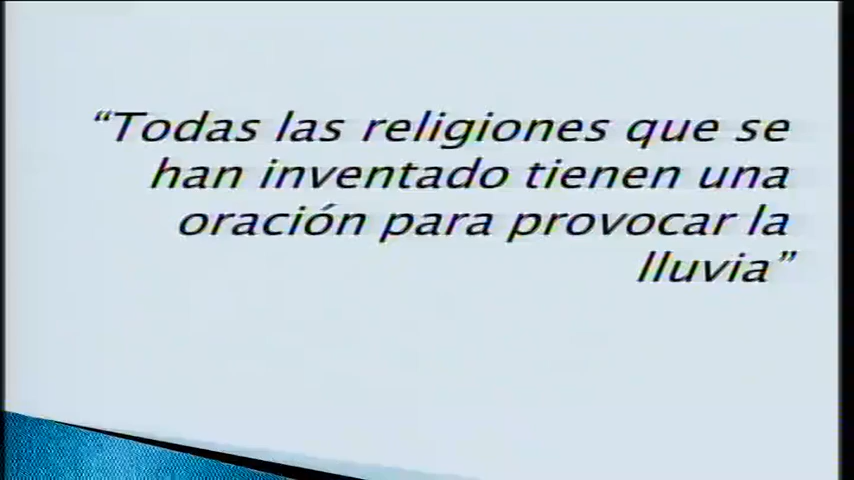 “Todas las religiones que se
han inventado tienen una
oración para provocar la
lluvia”